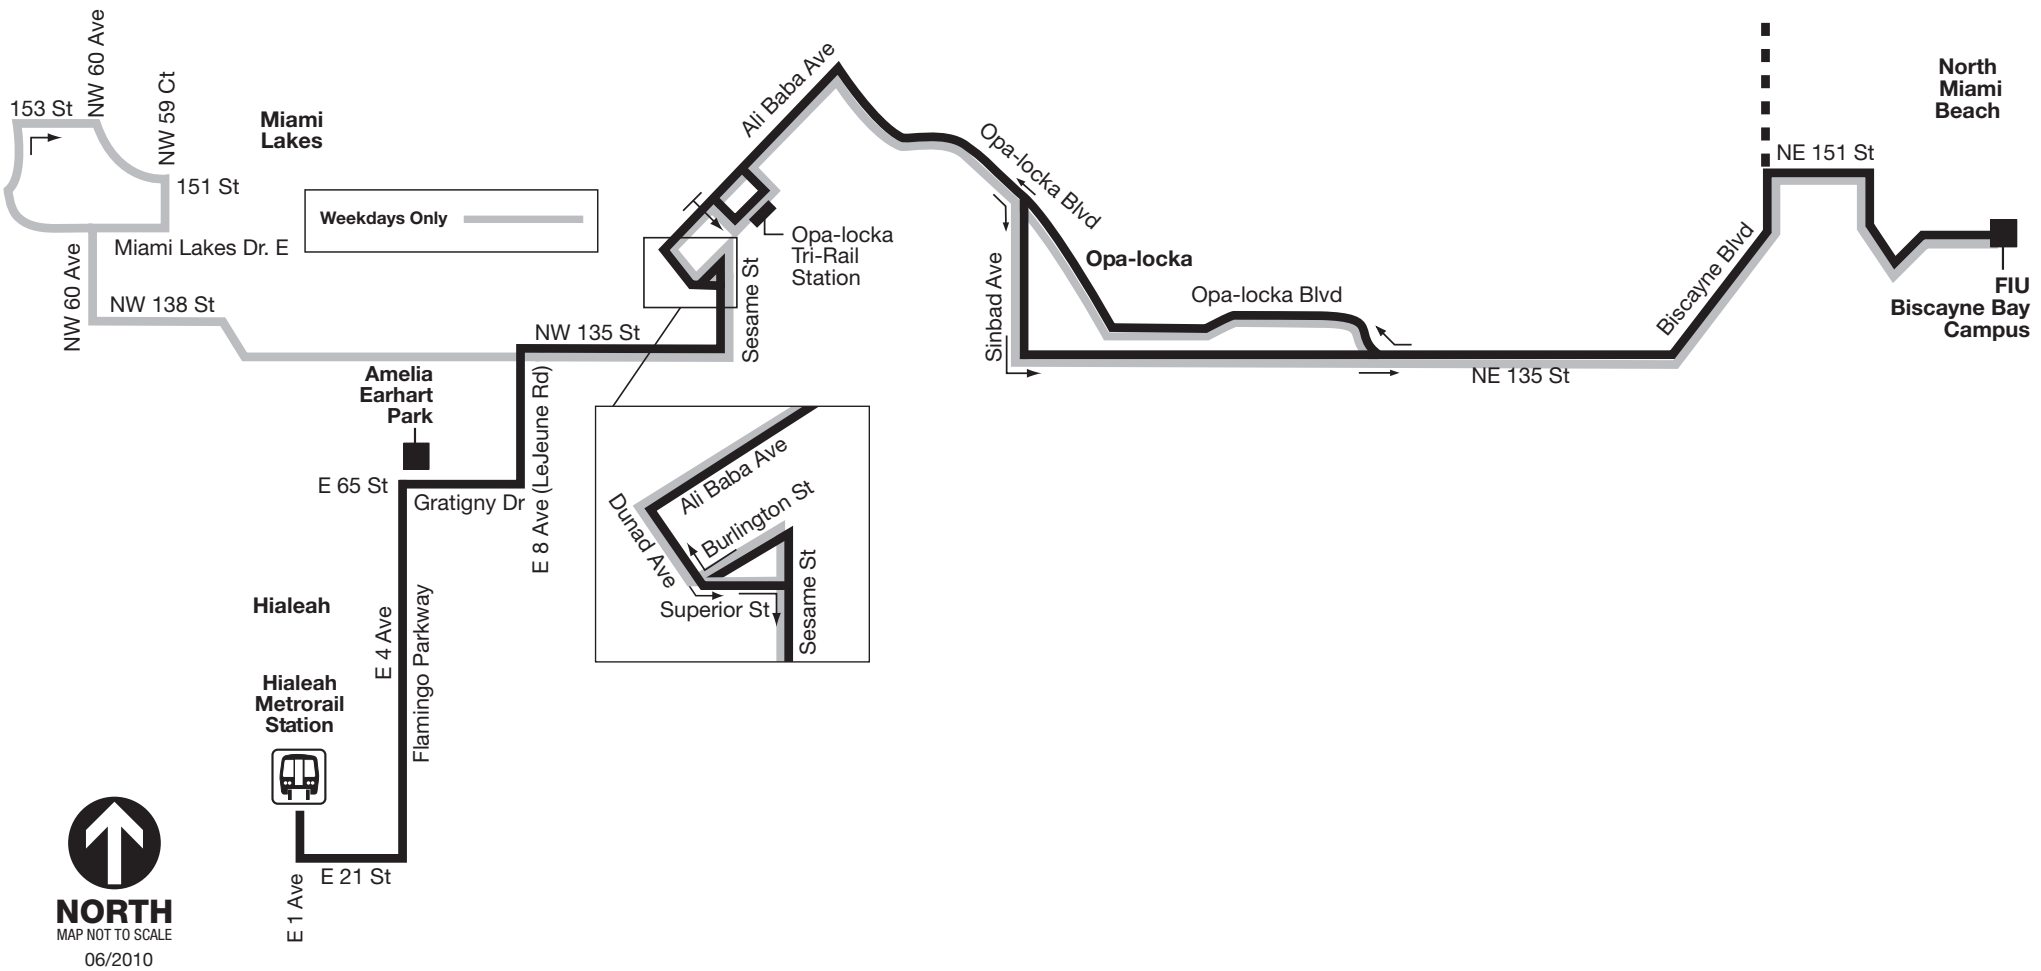 153 St
NW 60 Ave
NW 59 Ct
151 St
Miami
Lakes
Miami Lakes Dr. E
NW 60 Ave
NW 138 St
Weekdays Only
Ali Baba Ave
Opa-locka
Tri-Rail
Station
Sesame St
NW 135 St
Opa-locka Blvd
Opa-locka
Sinbad Ave
Opa-locka Blvd
NE 135 St
Biscayne Blvd
NE 151 St
North
Miami
Beach
FIU
Biscayne Bay
Campus
Amelia
Earhart
Park
E 65 St
Gratigny Dr
E 8 Ave (LeJeune Rd)
Ali Baba Ave
Burlington St
Dunad Ave
Superior St
Sesame St
Hialeah
E 4 Ave
Flamingo Parkway
Hialeah
Metrorail
Station
E 21 St
E 1 Ave
NORTH
MAP NOT TO SCALE
06/2010